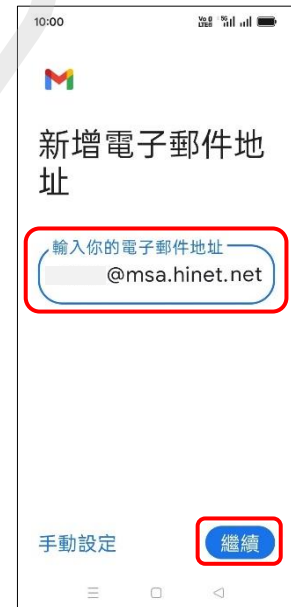 10:00
新增電子郵件地
址
輸入你的電子郵件地址
@msa.hinet.net
手動設定 繼續